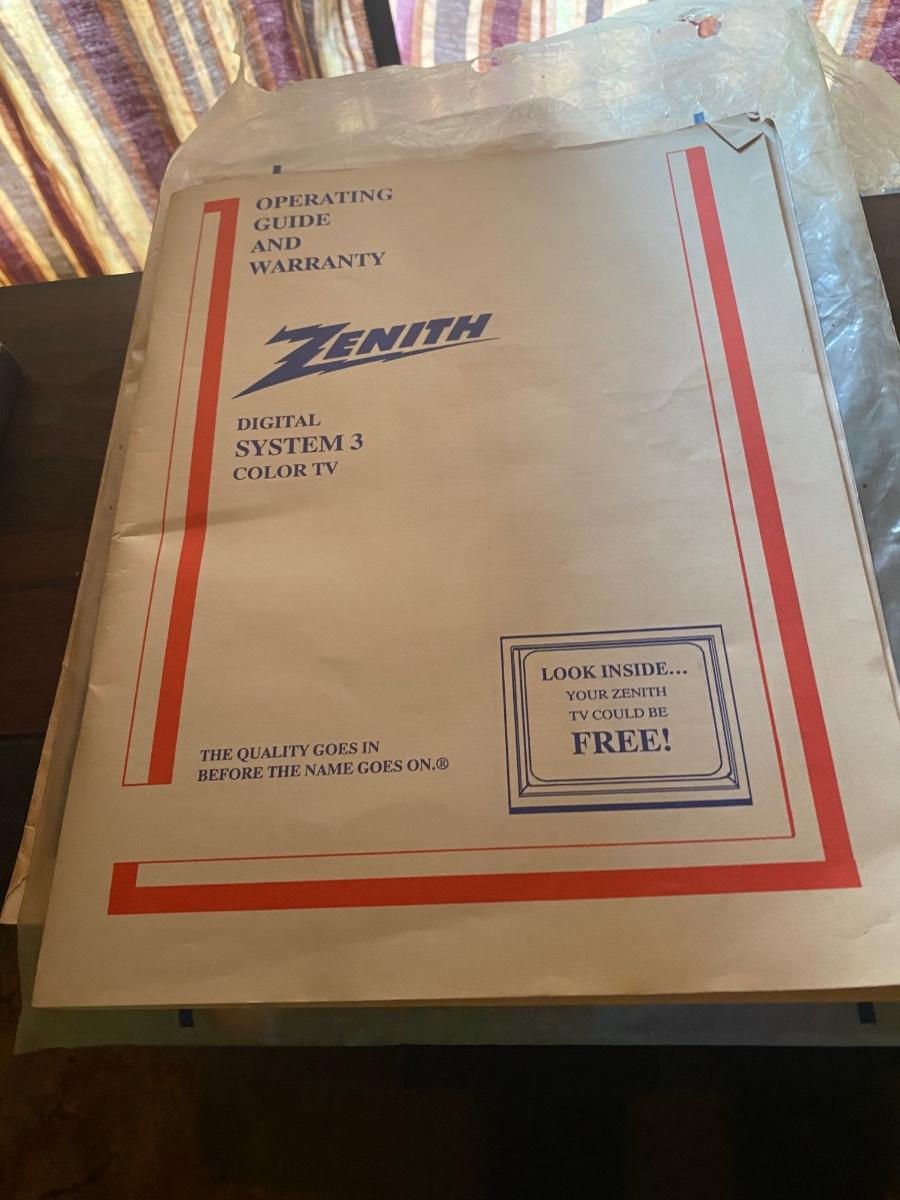 OPERATING
GUIDE
AND
WARRANTY
ZENITH
DIGITAL
SYSTEM 3
COLOR TV
LOOK INSIDE...
YOUR ZENITH
TV COULD BE
FREE!
THE QUALITY GOES IN
BEFORE THE NAME GOES ON.®